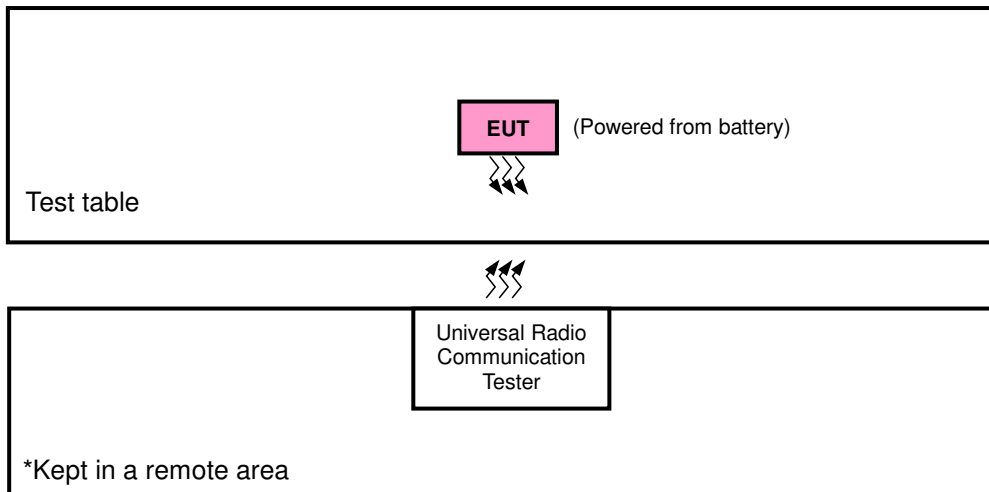 EUT
(Powered from battery)
Test table
Universal Radio
Communication
Tester
*Kept in a remote area